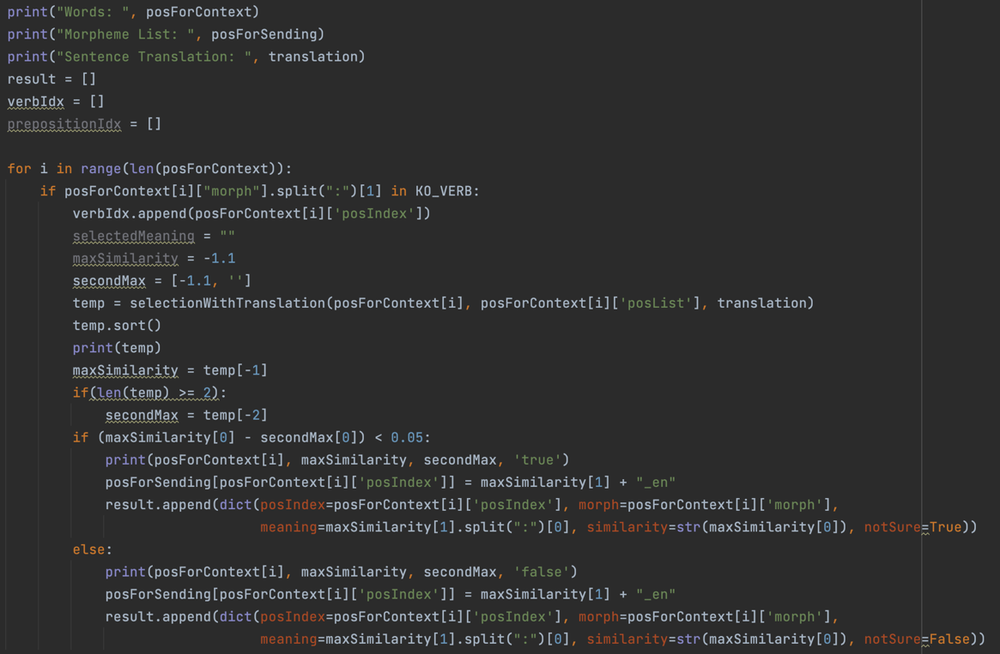 print("Words: ", posForContext)
print("Morpheme List: ", posForSending)
print("Sentence Translation: ", translation)
result = []
verbIdx = []
prepositionIdx = []

for i in range(len(posForContext)):
    if posForContext[i]["morph"].split(":")[1] in KO_VERB:
        verbIdx.append(posForContext[i]['posIndex'])
        selectedMeaning = ""
        maxSimilarity = -1.1
        secondMax = [-1.1, '']
        temp = selectionWithTranslation(posForContext[i], posForContext[i]['posList'], translation)
        temp.sort()
        print(temp)
        maxSimilarity = temp[-1]
        if(len(temp) >= 2):
            secondMax = temp[-2]
        if (maxSimilarity[0] - secondMax[0]) < 0.05:
            print(posForContext[i], maxSimilarity, secondMax, 'true')
            posForSending[posForContext[i]['posIndex']] = maxSimilarity[1] + "_en"
            result.append(dict(posIndex=posForContext[i]['posIndex'], morph=posForContext[i]['morph'],
                               meaning=maxSimilarity[1].split(":")[0], similarity=str(maxSimilarity[0]), notSure=True))
        else:
            print(posForContext[i], maxSimilarity, secondMax, 'false')
            posForSending[posForContext[i]['posIndex']] = maxSimilarity[1] + "_en"
            result.append(dict(posIndex=posForContext[i]['posIndex'], morph=posForContext[i]['morph'],
                               meaning=maxSimilarity[1].split(":")[0], similarity=str(maxSimilarity[0]), notSure=False))